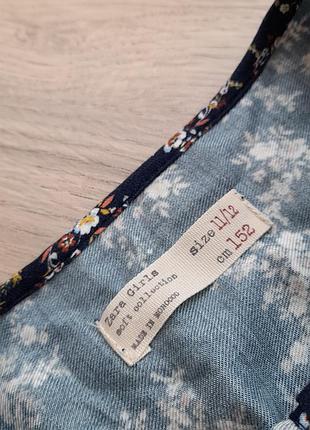 Zara Girls
soft collection
MADE IN MOROCCO
size 11/12
cm 152